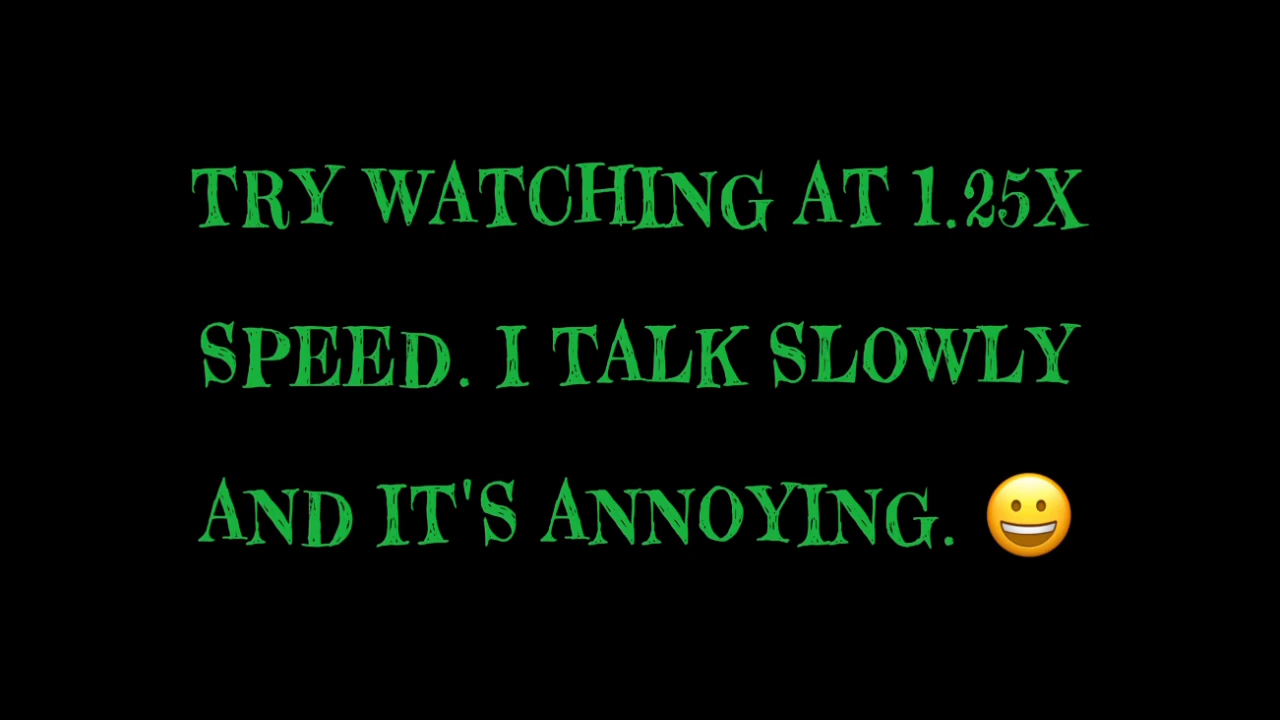 TRY WATCHING AT 1.25X
SPEED. I TALK SLOWLY
AND IT'S ANNOYING. 😀